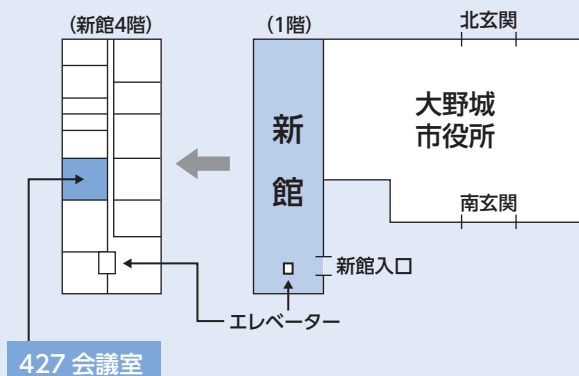 (新館4階)
(1階)
北玄関
大野城
市役所
新
館
南玄関
新館入口
エレベーター
427 会議室